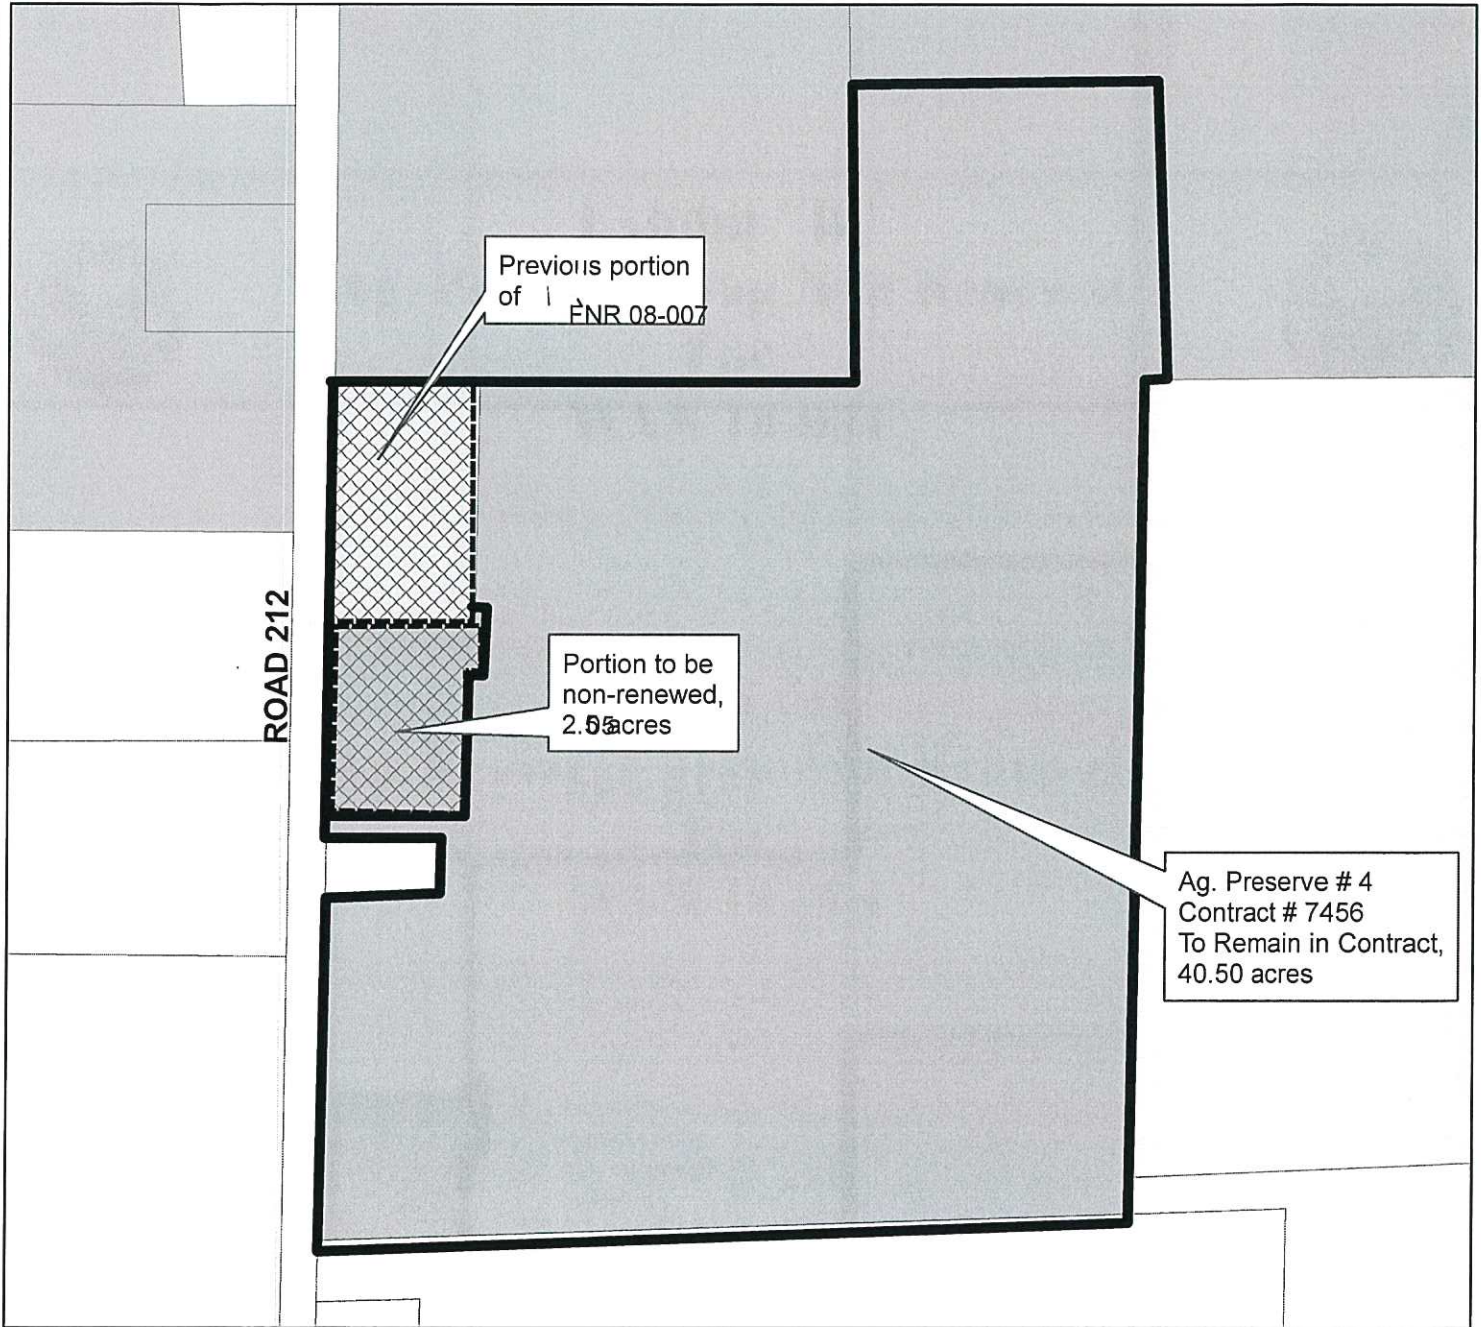 Previous portion
of FNR 08-007
ROAD 212
Portion to be
non-renewed,
acres
Ag. Preserve # 4
Contract # 7456
To Remain in Contract,
40.50 acres